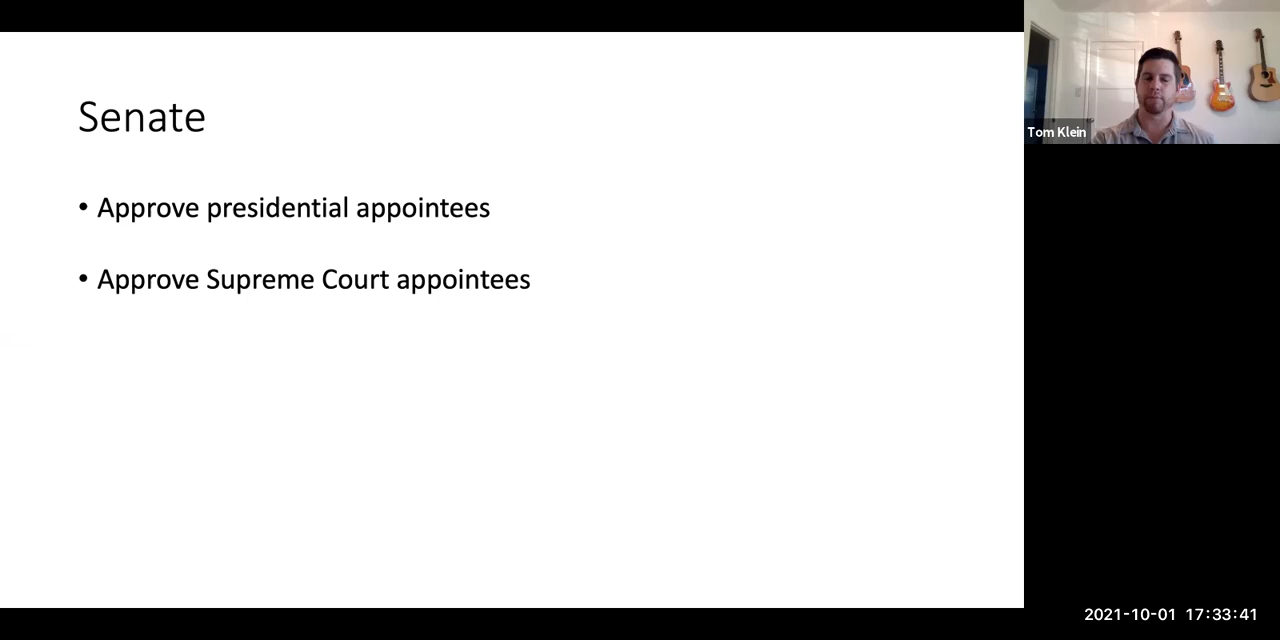 Senate
• Approve presidential appointees
• Approve Supreme Court appointees
Tom Klein
2021-10-01 17:33:41